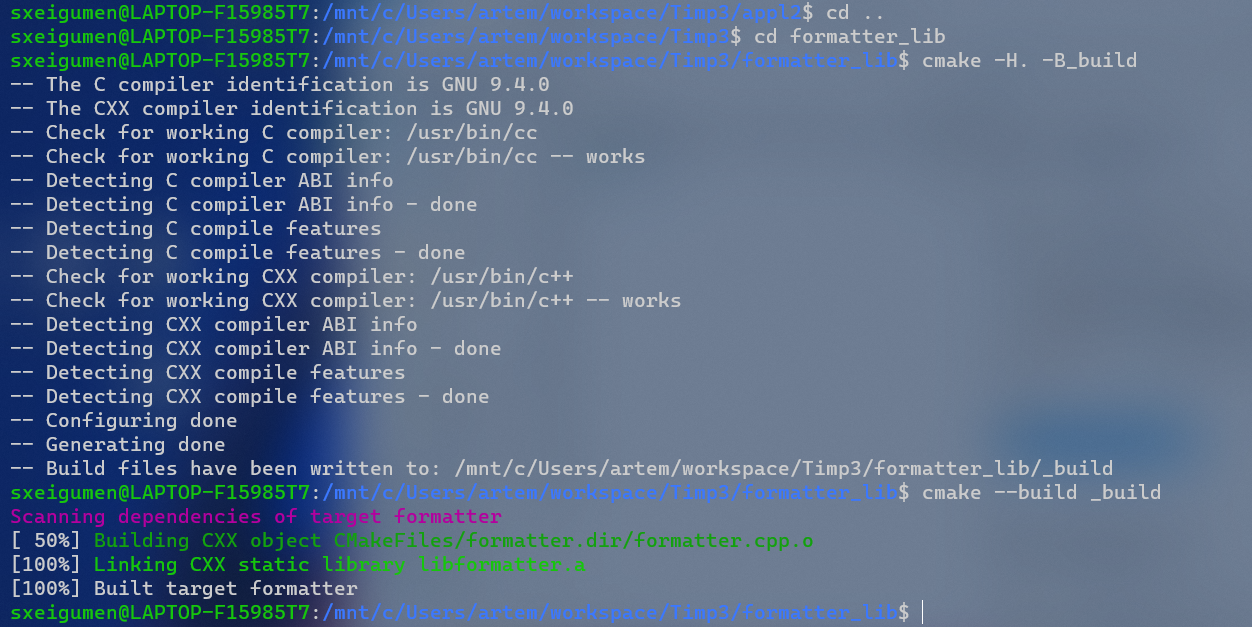 sxeigumen@LAPTOP-F15985T7:/mnt/c/Users/artem/workspace/Timp3/appl2$ cd ..
sxeigumen@LAPTOP-F15985T7:/mnt/c/Users/artem/workspace/Timp3$ cd formatter_lib
sxeigumen@LAPTOP-F15985T7:/mnt/c/Users/artem/workspace/Timp3/formatter_lib$ cmake -H. -B_build
-- The C compiler identification is GNU 9.4.0
-- The CXX compiler identification is GNU 9.4.0
-- Check for working C compiler: /usr/bin/cc
-- Check for working C compiler: /usr/bin/cc -- works
-- Detecting C compiler ABI info
-- Detecting C compiler ABI info - done
-- Detecting C compile features
-- Detecting C compile features - done
-- Check for working CXX compiler: /usr/bin/c++
-- Check for working CXX compiler: /usr/bin/c++ -- works
-- Detecting CXX compiler ABI info
-- Detecting CXX compiler ABI info - done
-- Detecting CXX compile features
-- Detecting CXX compile features - done
-- Configuring done
-- Generating done
-- Build files have been written to: /mnt/c/Users/artem/workspace/Timp3/formatter_lib/_build
sxeigumen@LAPTOP-F15985T7:/mnt/c/Users/artem/workspace/Timp3/formatter_lib$ cmake --build _build
Scanning dependencies of target formatter
[ 50%] Building CXX object CMakeFiles/formatter.dir/formatter.cpp.o
[100%] Linking CXX static library libformatter.a
[100%] Built target formatter
sxeigumen@LAPTOP-F15985T7:/mnt/c/Users/artem/workspace/Timp3/formatter_lib$